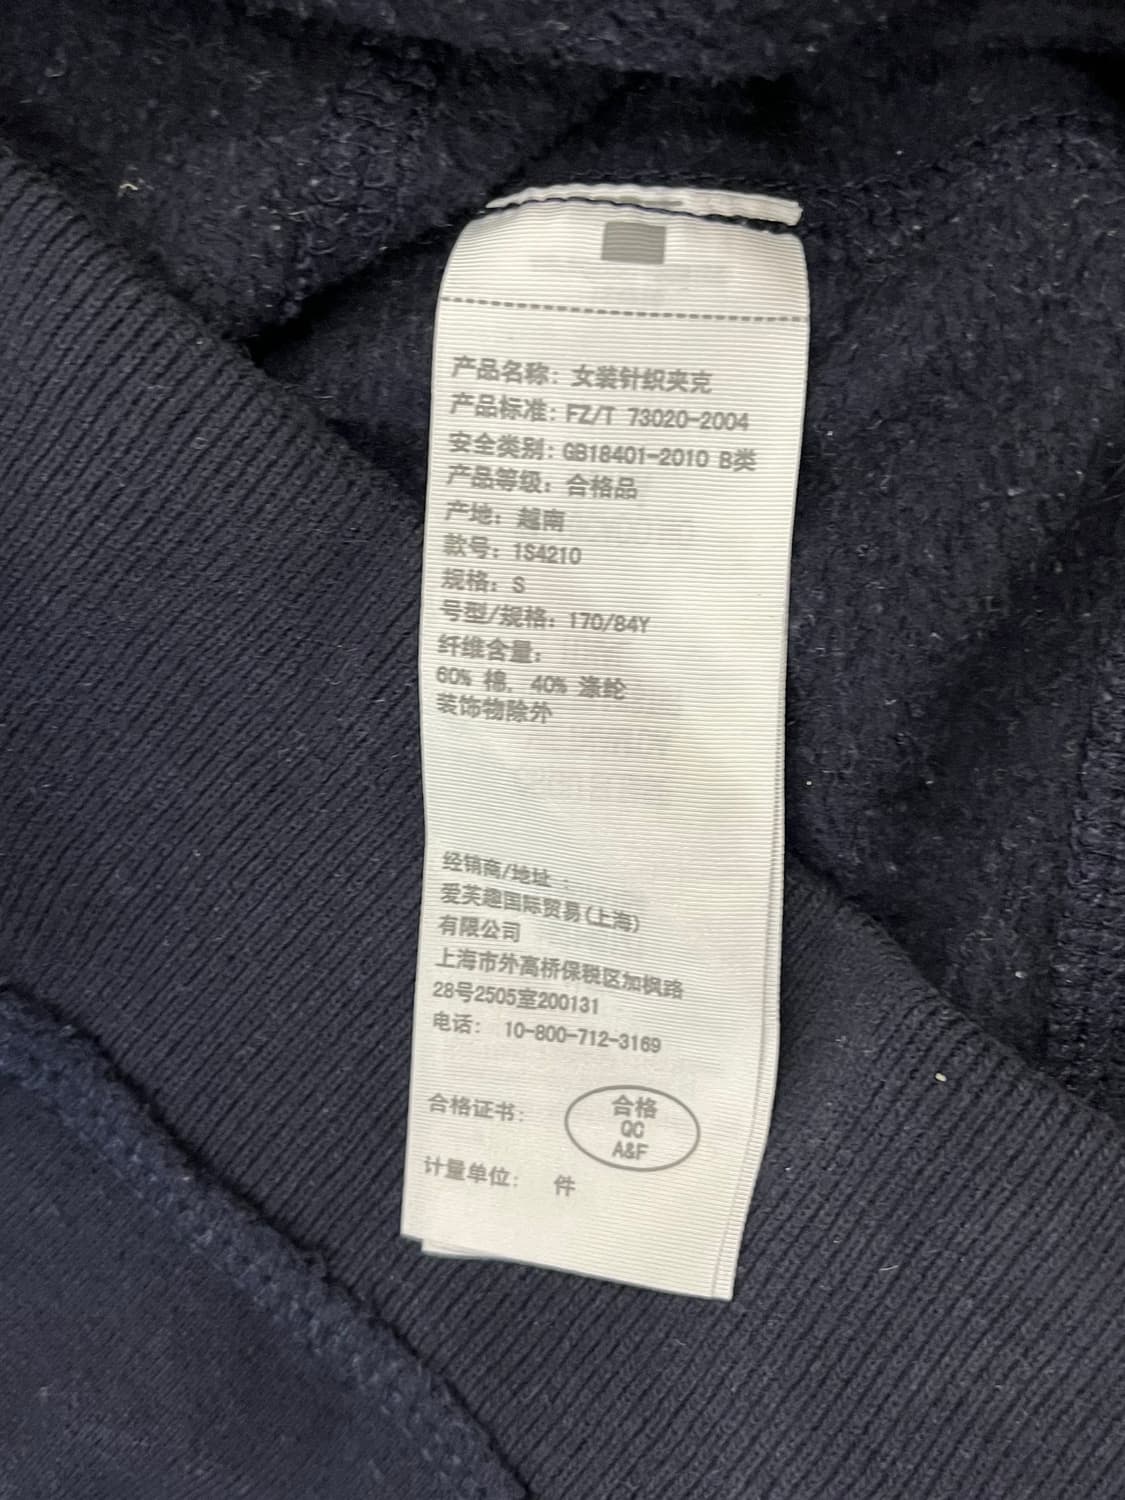 产品名称: 女装针织夹克
产品标准: FZ/T 73020-2004
安全类别: GB18401-2010 B类
产品等级: 合格品
产地: 越南
款号: 1S4210
规格: S
号型/规格: 170/84Y
纤维含量:
60% 棉, 40% 涤纶
装饰物除外
经销商/地址 :
爱芙趣国际贸易(上海)
有限公司
上海市外高桥保税区加枫路
28号2505室200131
电话: 10-800-712-3169
合格证书:
合格
QC
A&F
计量单位: 件